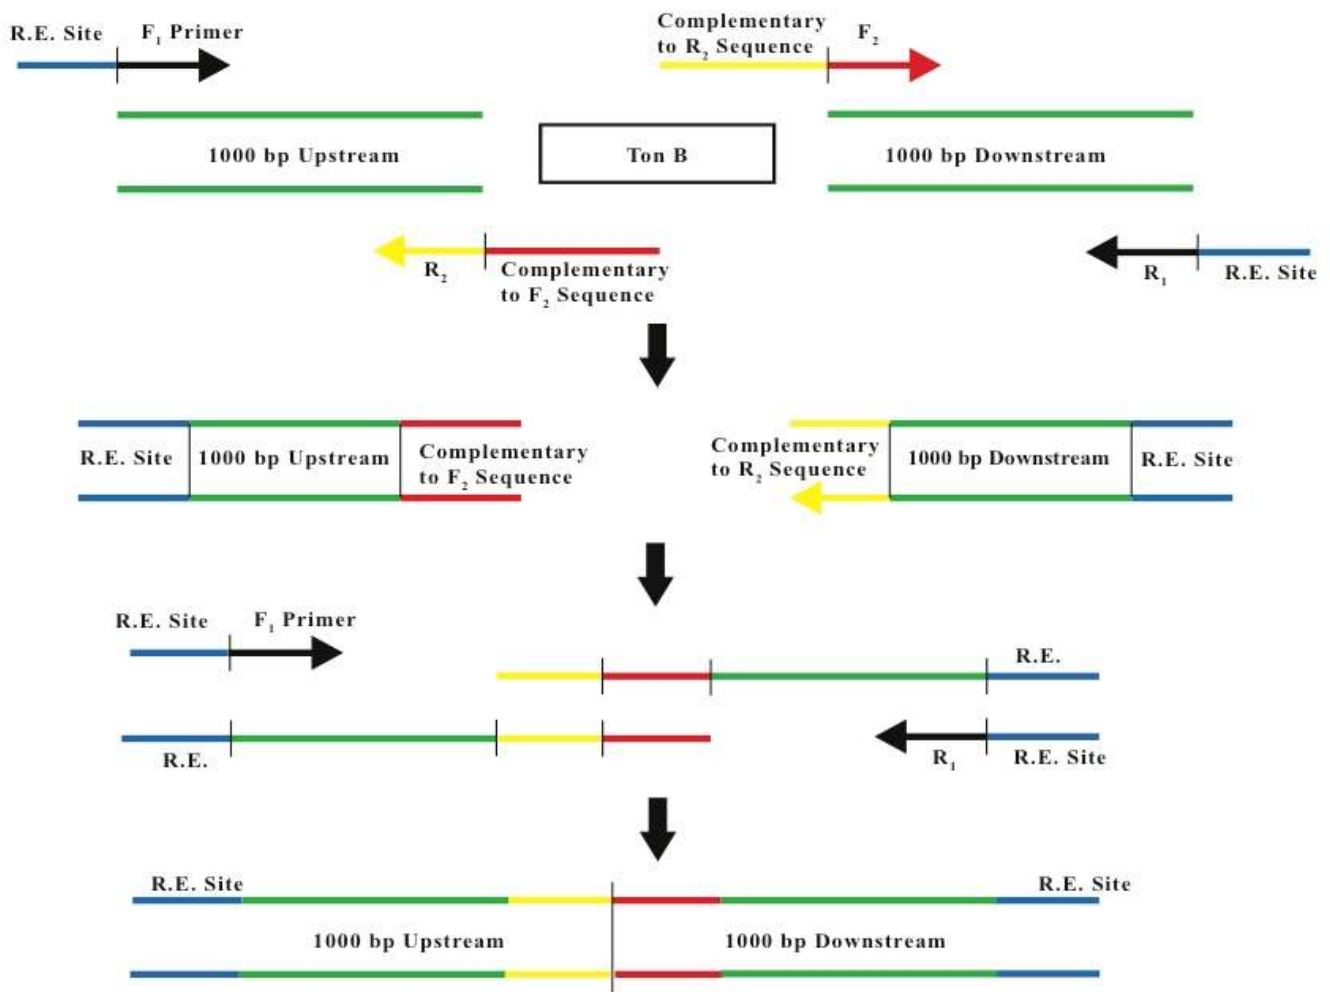 R.E. Site
F₁ Primer
Complementary
to R₂ Sequence
F₂
1000 bp Upstream
Ton B
1000 bp Downstream
R₂
Complementary
to F₂ Sequence
R₁
R.E. Site
R.E. Site
1000 bp Upstream
Complementary
to F₂ Sequence
Complementary
to R₂ Sequence
1000 bp Downstream
R.E. Site
R.E. Site
F₁ Primer
R.E.
R.E.
R₁
R.E. Site
R.E. Site
R.E. Site
1000 bp Upstream
1000 bp Downstream